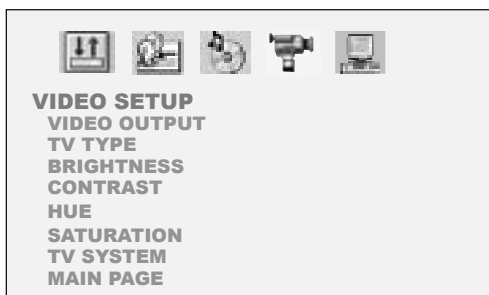 VIDEO SETUP
VIDEO OUTPUT
TV TYPE
BRIGHTNESS
CONTRAST
HUE
SATURATION
TV SYSTEM
MAIN PAGE